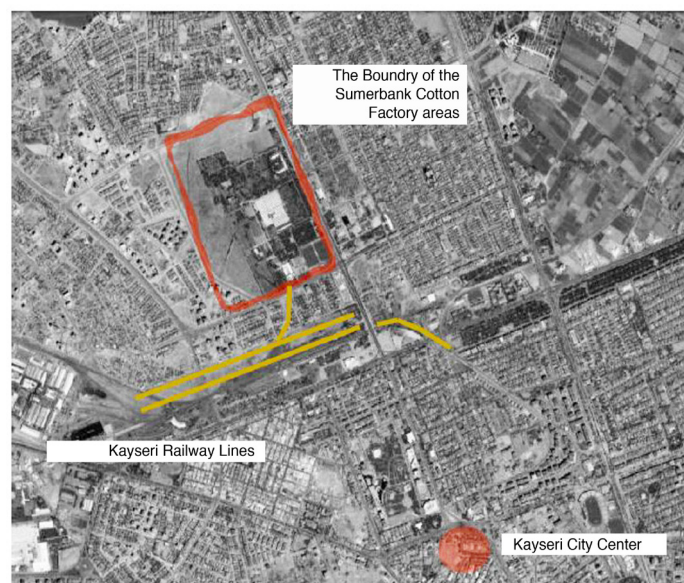 The Boundry of the
Sumerbank Cotton
Factory areas
Kayseri Railway Lines
Kayseri City Center